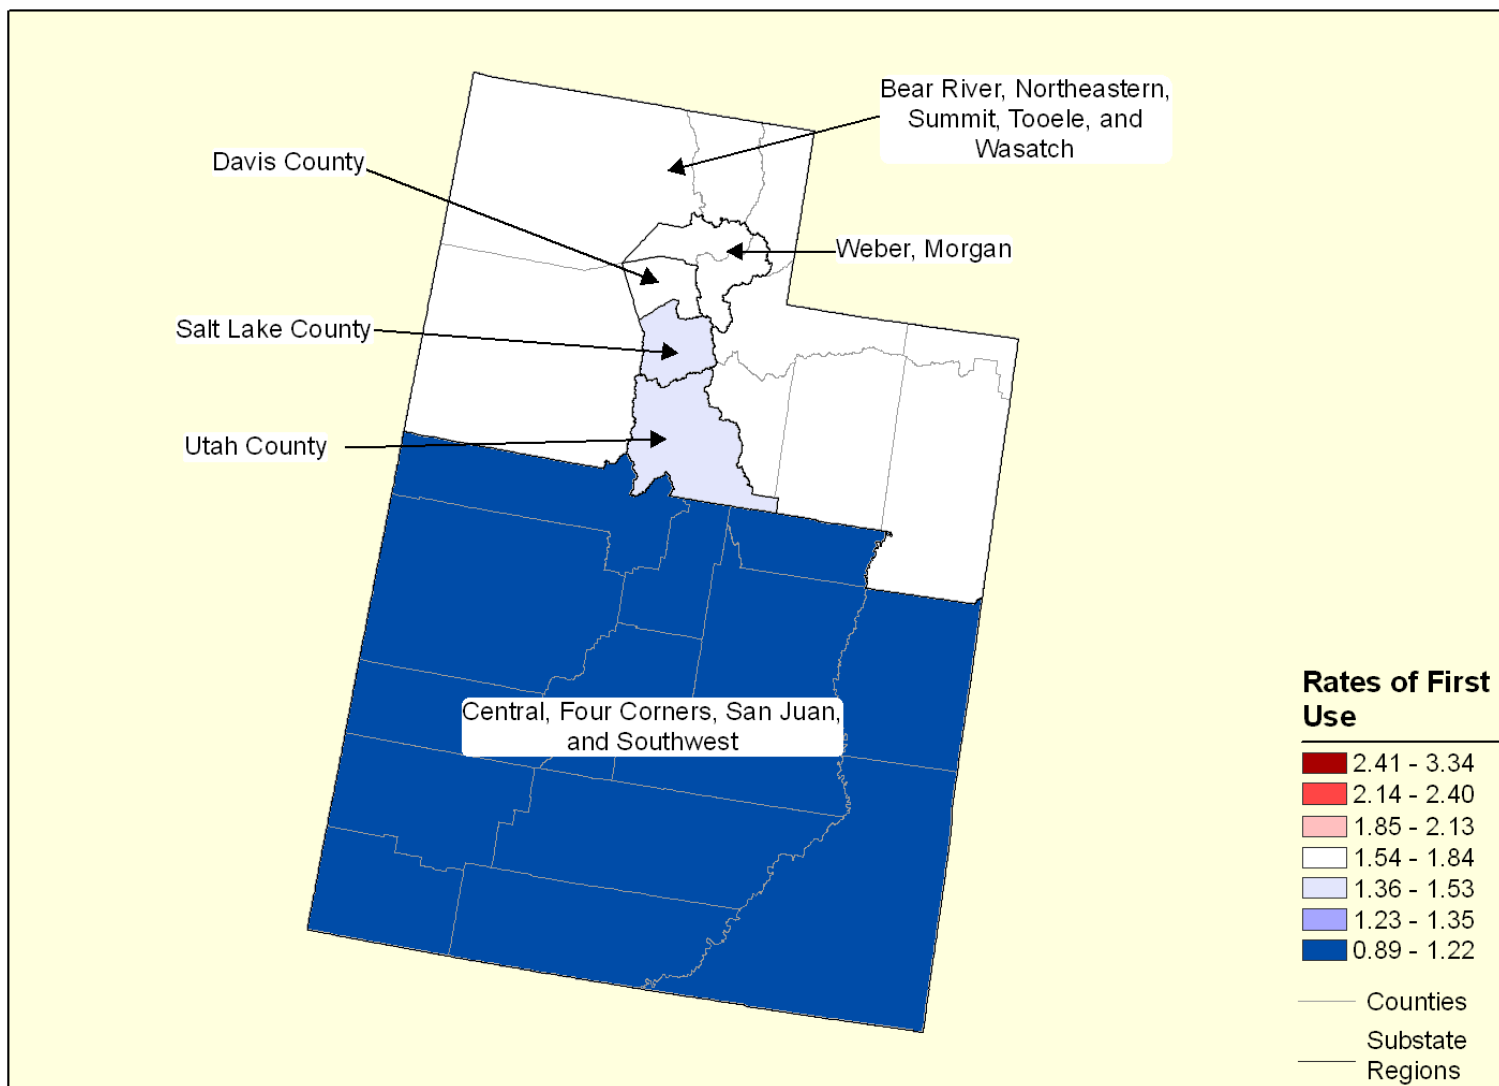 Bear River, Northeastern,
Summit, Tooele, and
Wasatch
Davis County
Weber, Morgan
Salt Lake County
Utah County
Central, Four Corners, San Juan,
and Southwest
Rates of First
Use
2.41 - 3.34
2.14 - 2.40
1.85 - 2.13
1.54 - 1.84
1.36 - 1.53
1.23 - 1.35
0.89 - 1.22
Counties
Substate
Regions